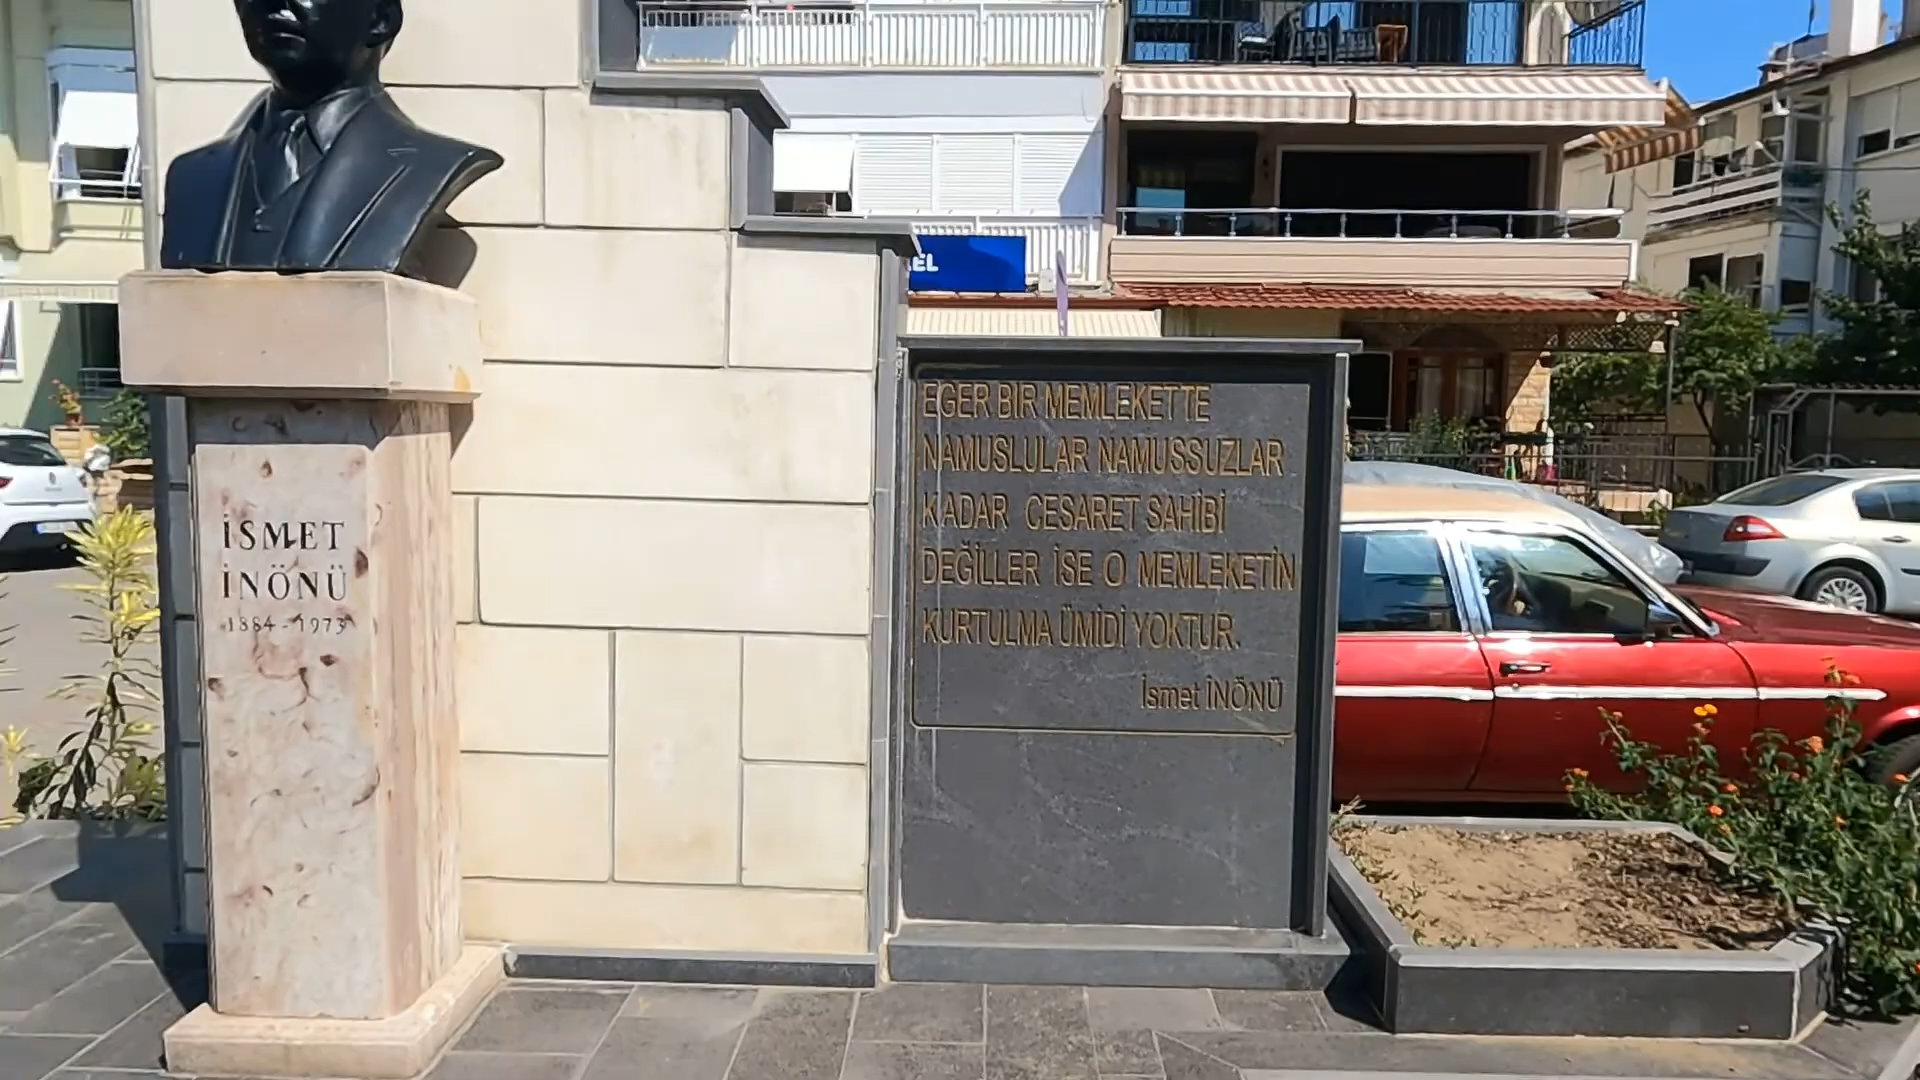 İSMET
İNÖNÜ
1884 - 1973
EGER BIR MEMLEKETTE
NAMUSLULAR NAMUSSUZLAR
KADAR CESARET SAHİBİ
DEĞİLLER İSE O MEMLEKETİN
KURTULMA ÜMİDİ YOKTUR.
İsmet İNÖNÜ